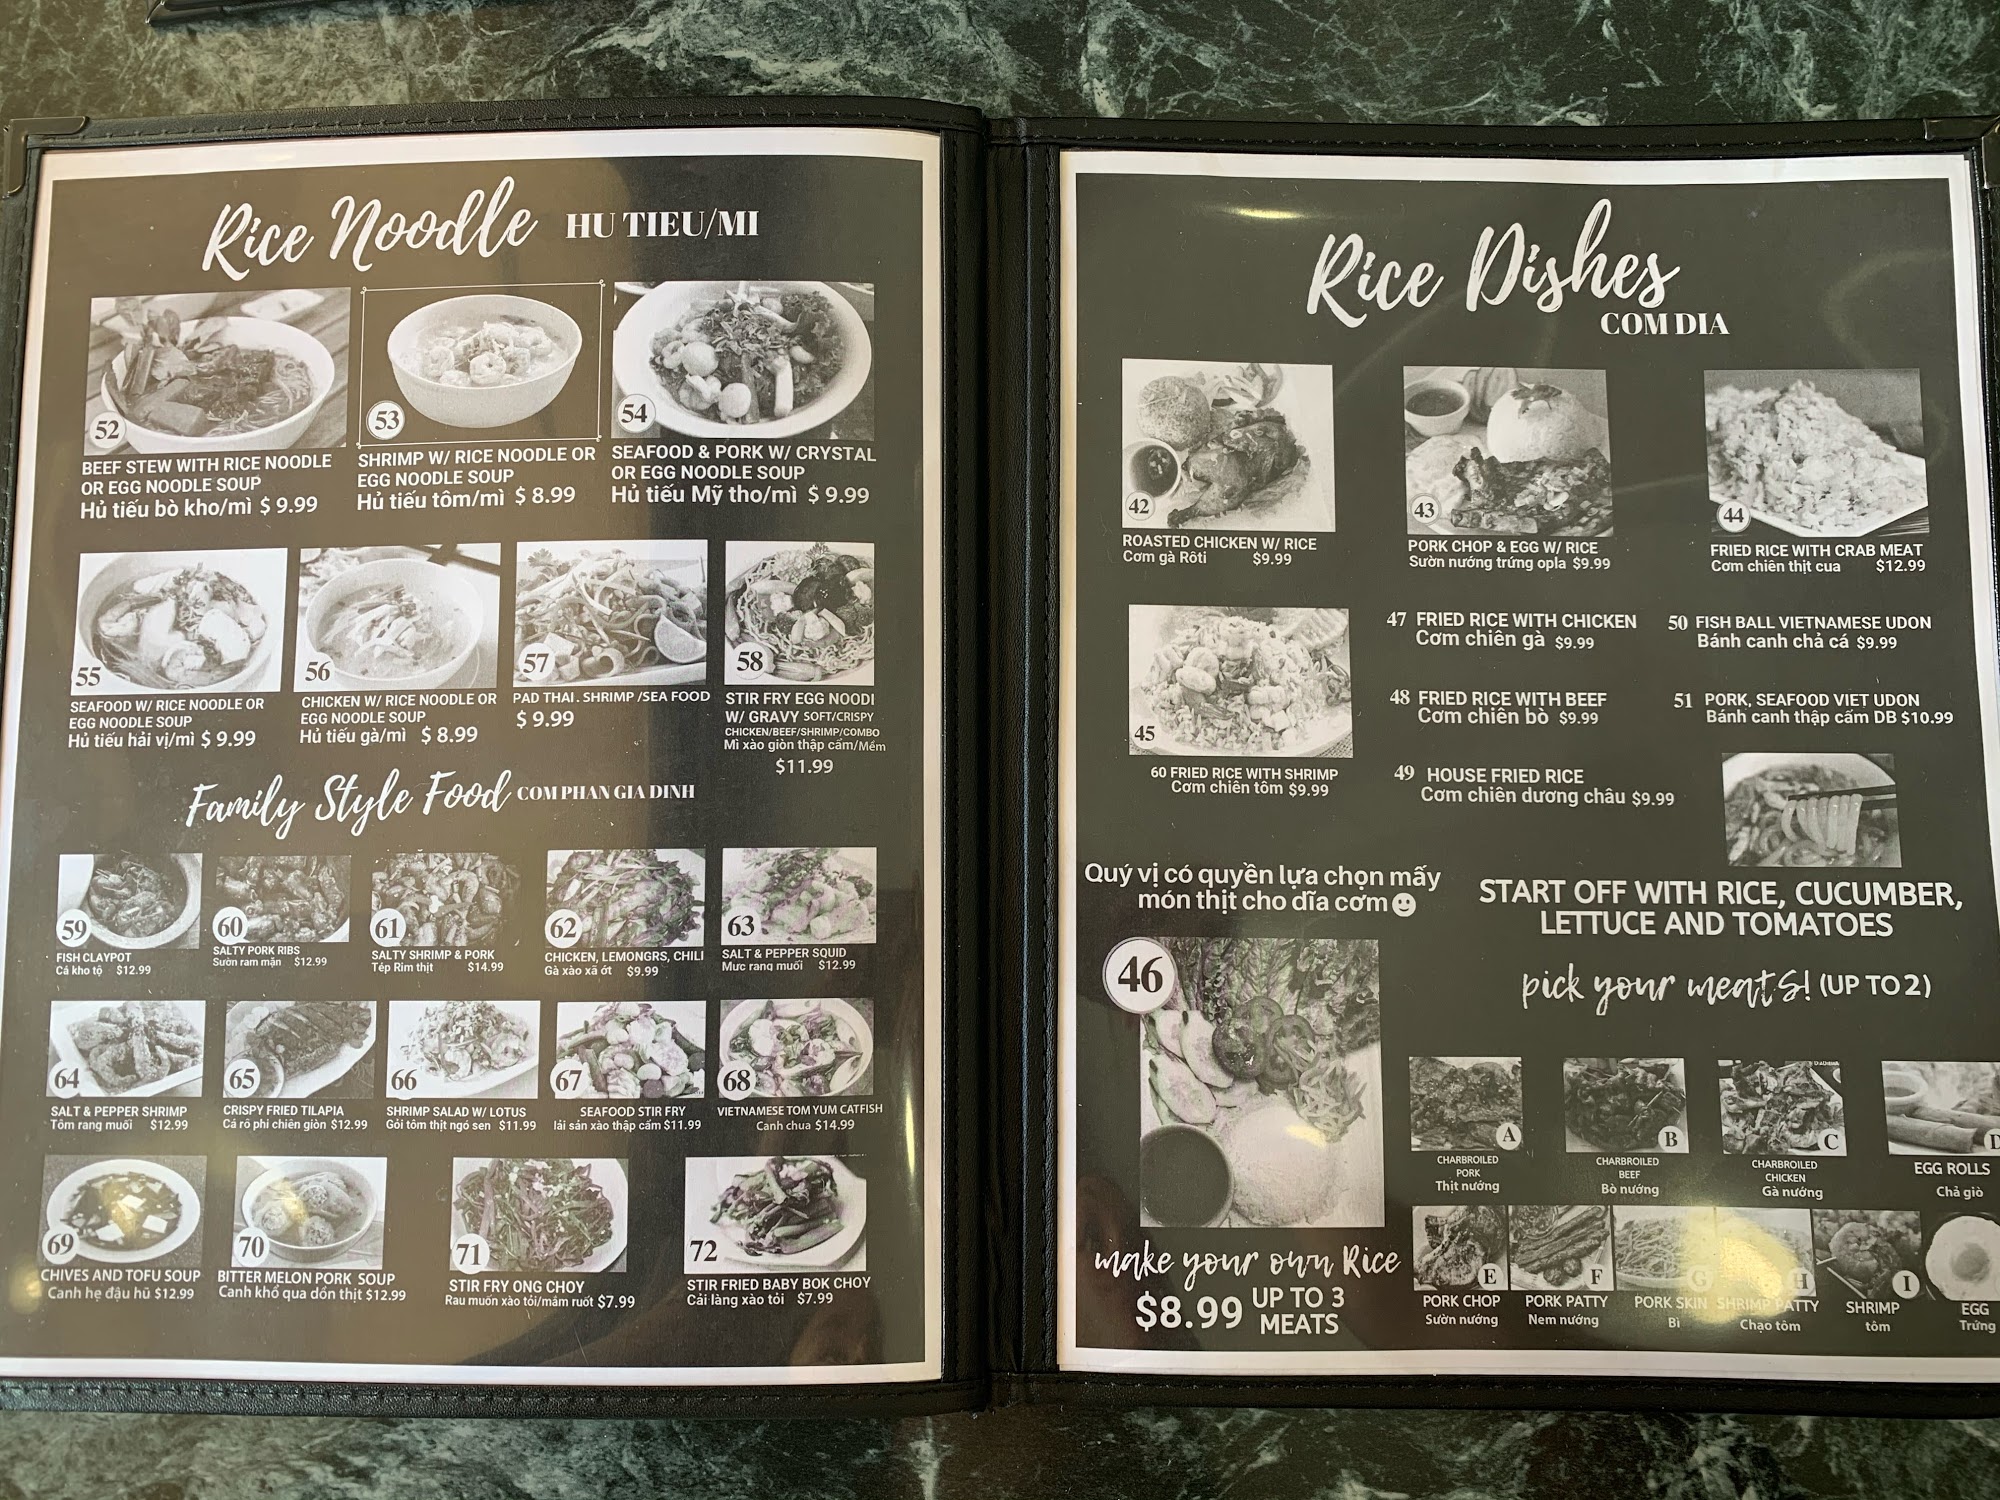 Rice Noodle HU TIEU/MI
52
53
54
BEEF STEW WITH RICE NOODLE
OR EGG NOODLE SOUP
Hủ tiếu bò kho/mì $ 9.99
SHRIMP W/ RICE NOODLE OR
EGG NOODLE SOUP
Hủ tiếu tôm/mì $ 8.99
SEAFOOD & PORK W/ CRYSTAL
OR EGG NOODLE SOUP
Hủ tiếu Mỹ tho/mì $ 9.99
55
56
57
58
SEAFOOD W/ RICE NOODLE OR
EGG NOODLE SOUP
Hủ tiếu hải vị/mì $ 9.99
CHICKEN W/ RICE NOODLE OR
EGG NOODLE SOUP
Hủ tiếu gà/mì $ 8.99
PAD THAI. SHRIMP /SEA FOOD
$ 9.99
STIR FRY EGG NOODI
W/ GRAVY SOFT/CRISPY
CHICKEN/BEEF/SHRIMP/COMBO
Mì xào giòn thập cẩm/Mềm
$11.99
Family Style Food COM PHAN GIA DINH
59
60
61
62
63
FISH CLAYPOT
Cá kho tộ $12.99
SALTY PORK RIBS
Sườn ram mặn $12.99
SALTY SHRIMP & PORK
Tép Rim thịt $14.99
CHICKEN, LEMONGRS, CHILI
Gà xào xã ớt $9.99
SALT & PEPPER SQUID
Mưc rang muối $12.99
64
65
66
67
68
SALT & PEPPER SHRIMP
Tôm rang muối $12.99
CRISPY FRIED TILAPIA
Cá rô phi chiên giòn $12.99
SHRIMP SALAD W/ LOTUS
Gỏi tôm thịt ngó sen $11.99
SEAFOOD STIR FRY
lải sản xào thập cẩm $11.99
VIETNAMESE TOM YUM CATFISH
Canh chua $14.99
69
70
71
72
CHIVES AND TOFU SOUP
Canh hẹ đậu hũ $12.99
BITTER MELON PORK SOUP
Canh khổ qua dồn thịt $12.99
STIR FRY ONG CHOY
Rau muốn xào tỏi/mắm ruốt $7.99
STIR FRIED BABY BOK CHOY
Cải làng xào tỏi $7.99
Rice Dishes
COM DIA
42
43
44
ROASTED CHICKEN W/ RICE
Cơm gà Rôti $9.99
PORK CHOP & EGG W/ RICE
Sườn nướng trứng opla $9.99
FRIED RICE WITH CRAB MEAT
Cơm chiên thịt cua $12.99
45
60 FRIED RICE WITH SHRIMP
Cơm chiên tôm $9.99
47 FRIED RICE WITH CHICKEN
Cơm chiên gà $9.99
48 FRIED RICE WITH BEEF
Cơm chiên bò $9.99
49 HOUSE FRIED RICE
Cơm chiên dương châu $9.99
50 FISH BALL VIETNAMESE UDON
Bánh canh chả cá $9.99
51 PORK, SEAFOOD VIET UDON
Bánh canh thập cẩm DB $10.99
Quý vị có quyền lựa chọn mấy
món thịt cho dĩa cơm
46
make your own Rice
$8.99 UP TO 3
MEATS
START OFF WITH RICE, CUCUMBER,
LETTUCE AND TOMATOES
pick your meats! (UP TO 2)
A
B
C
D
CHARBROILED
PORK
Thịt nướng
CHARBROILED
BEEF
Bò nướng
CHARBROILED
CHICKEN
Gà nướng
EGG ROLLS
Chả giò
E
F
G
H
I
PORK CHOP
Sườn nướng
PORK PATTY
Nem nướng
PORK SKIN
Bì
SHRIMP PATTY
Chạo tôm
SHRIMP
tôm
EGG
Trứng